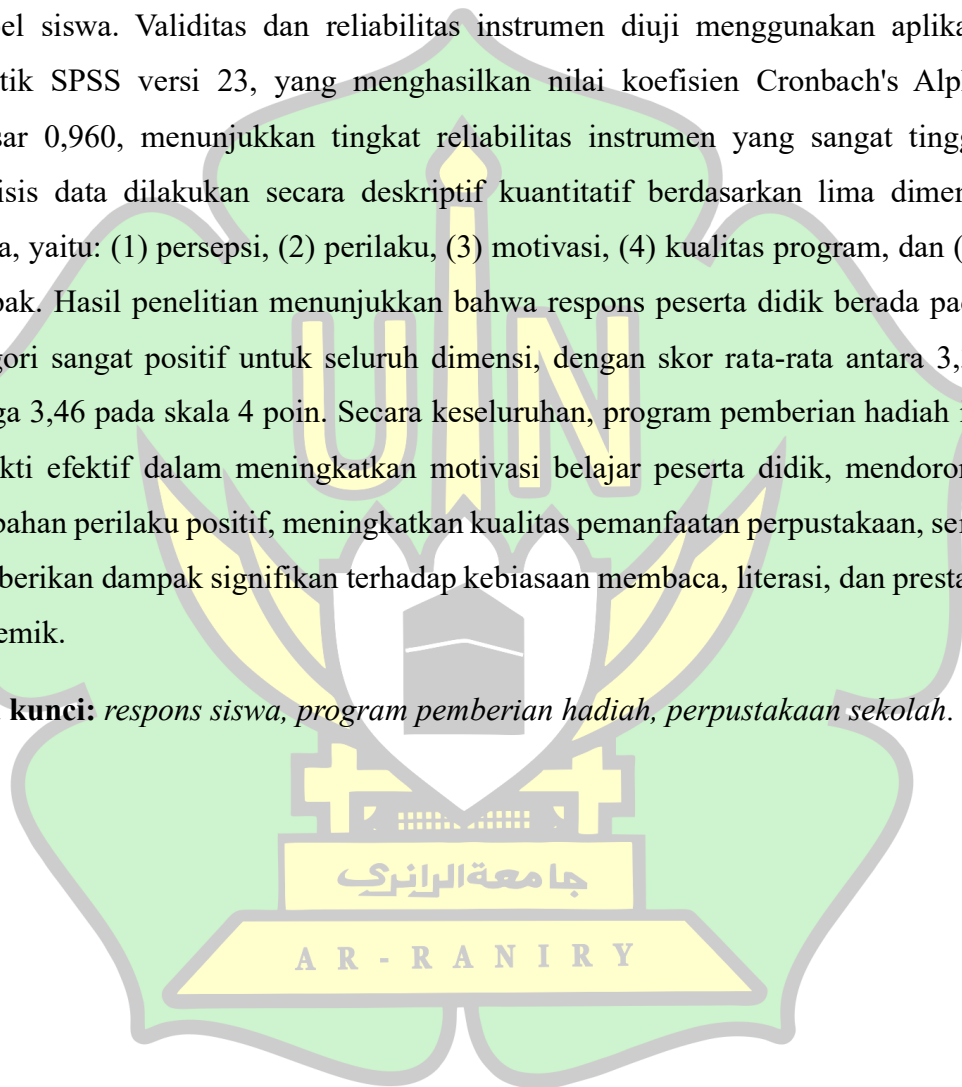 el siswa. Validitas dan reliabilitas instrumen diuji menggunakan aplika
tik SPSS versi 23, yang menghasilkan nilai koefisien Cronbach's Alp
sar 0,960, menunjukkan tingkat reliabilitas instrumen yang sangat tingg
isis data dilakukan secara deskriptif kuantitatif berdasarkan lima dimen
a, yaitu: (1) persepsi, (2) perilaku, (3) motivasi, (4) kualitas program, dan (
pak. Hasil penelitian menunjukkan bahwa respons peserta didik berada pad
gori sangat positif untuk seluruh dimensi, dengan skor rata-rata antara 3,
ga 3,46 pada skala 4 poin. Secara keseluruhan, program pemberian hadiah
kti efektif dalam meningkatkan motivasi belajar peserta didik, mendoron
bahan perilaku positif, meningkatkan kualitas pemanfaatan perpustakaan, se
berikan dampak signifikan terhadap kebiasaan membaca, literasi, dan presta
emik.
kunci: respons siswa, program pemberian hadiah, perpustakaan sekolah.
UIN
جامعة الرانري
AR-RANIRY